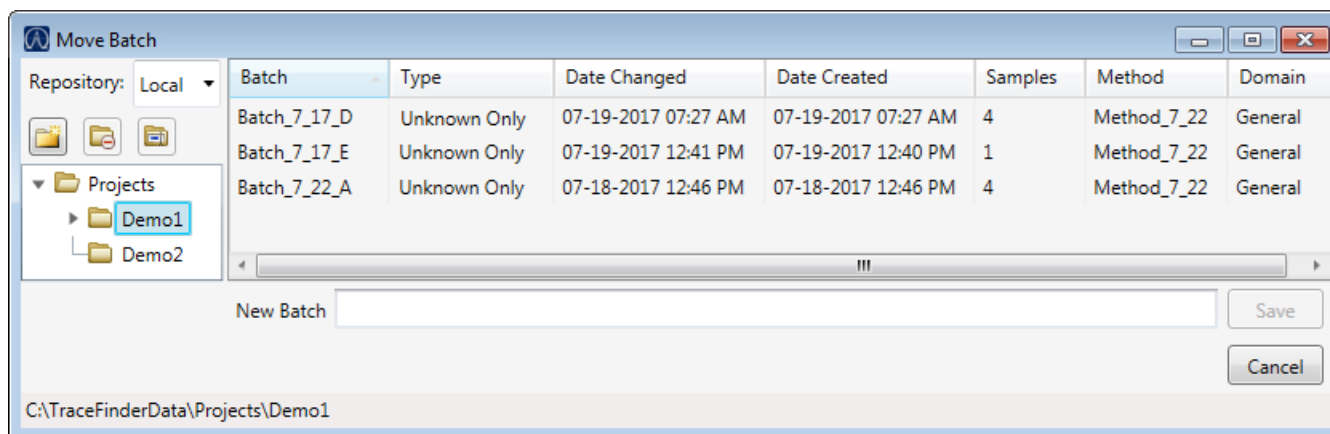 Move Batch
Repository: Local
Batch Type Date Changed Date Created Samples Method Domain
Batch_7_17_D Unknown Only 07-19-2017 07:27 AM 07-19-2017 07:27 AM 4 Method_7_22 General
Batch_7_17_E Unknown Only 07-19-2017 12:41 PM 07-19-2017 12:40 PM 1 Method_7_22 General
Batch_7_22_A Unknown Only 07-18-2017 12:46 PM 07-18-2017 12:46 PM 4 Method_7_22 General
Projects
Demo1
Demo2
New Batch
Save
Cancel
C:\TraceFinderData\Projects\Demo1